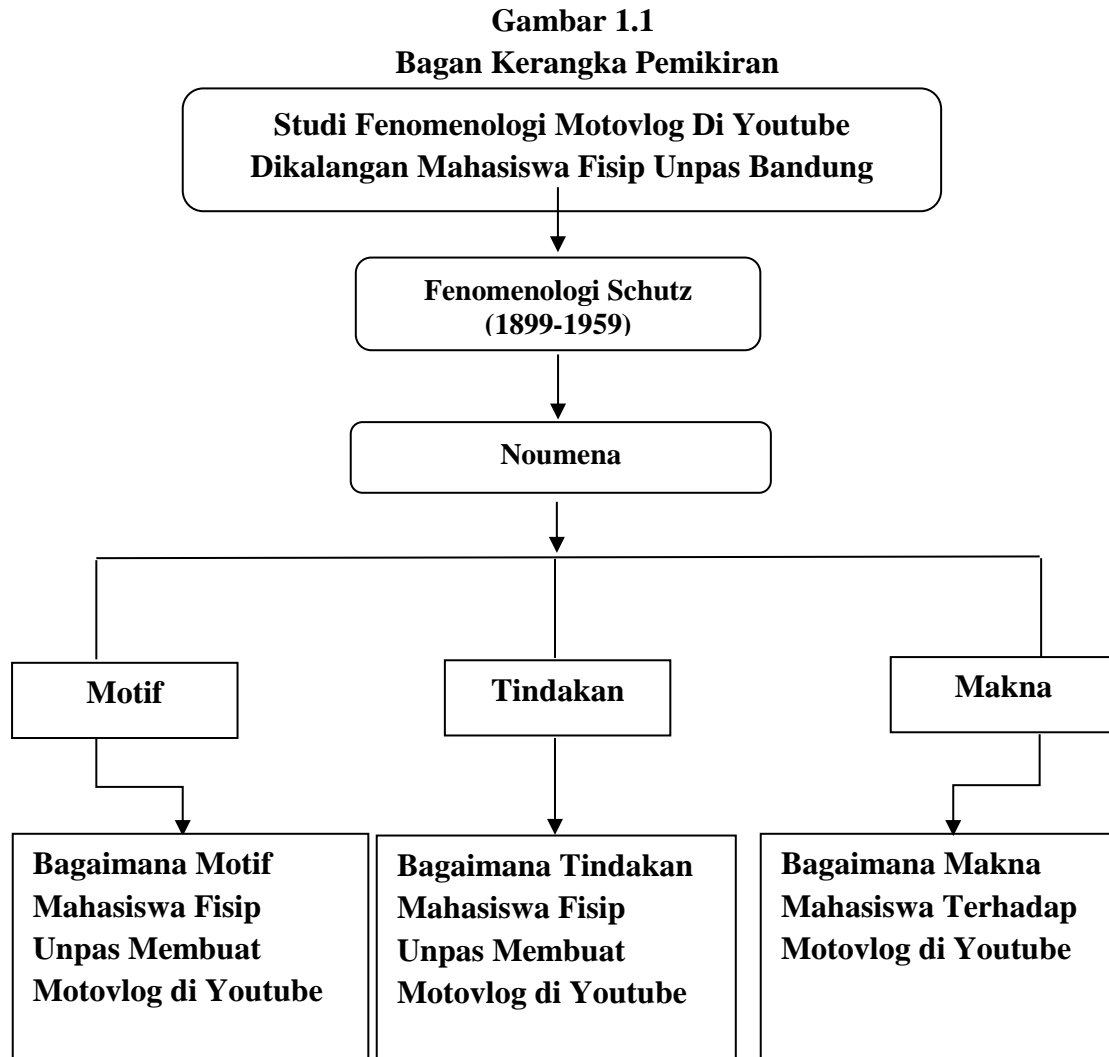 Gambar 1.1
Bagan Kerangka Pemikiran
Studi Fenomenologi Motovlog Di Youtube
Dikalangan Mahasiswa Fisip Unpas Bandung
Fenomenologi Schutz
(1899-1959)
Noumena
Motif
Tindakan
Makna
Bagaimana Motif
Mahasiswa Fisip
Unpas Membuat
Motovlog di Youtube
Bagaimana Tindakan
Mahasiswa Fisip
Unpas Membuat
Motovlog di Youtube
Bagaimana Makna
Mahasiswa Terhadap
Motovlog di Youtube